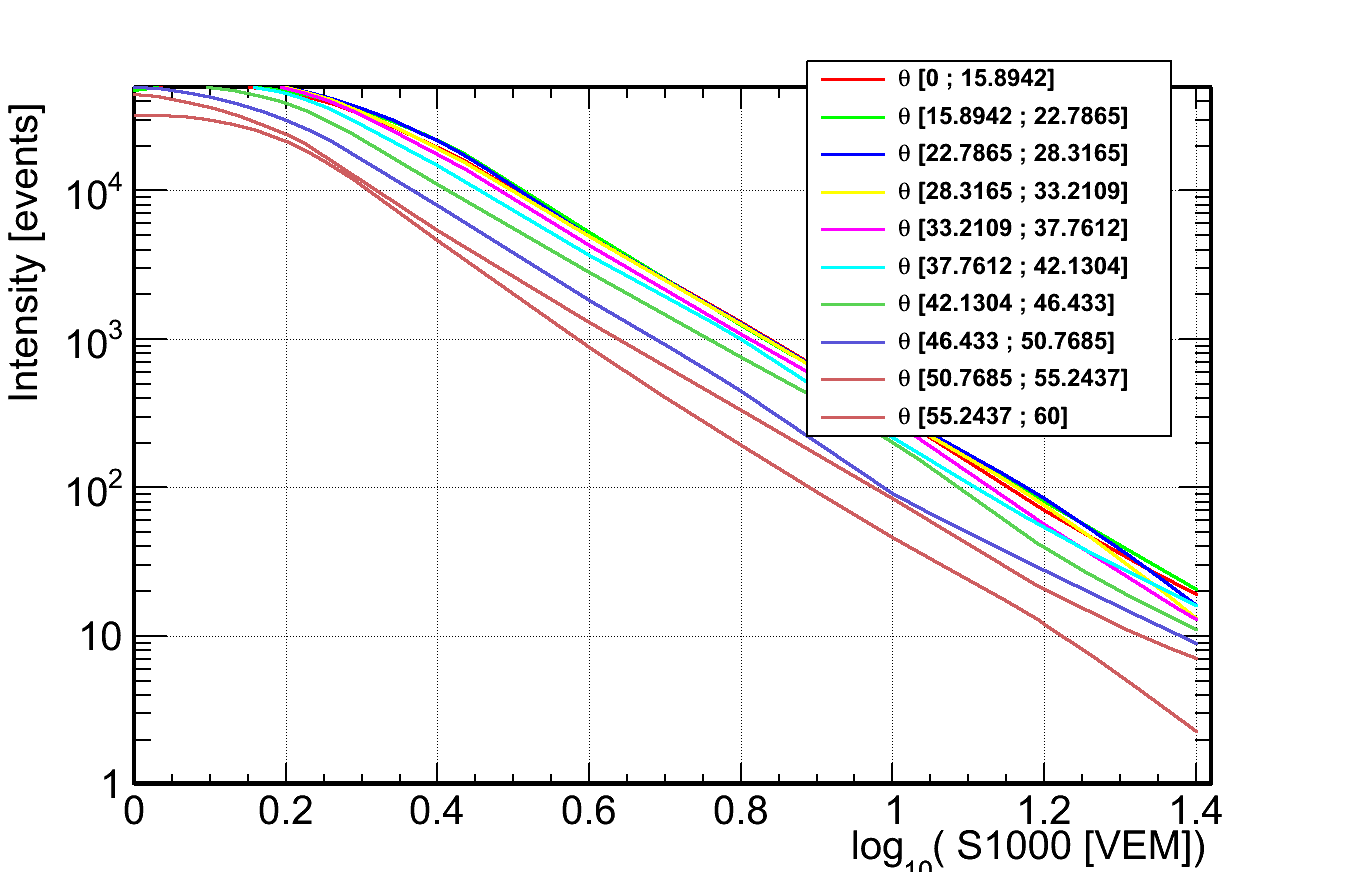 θ [0 ; 15.8942]
θ [15.8942 ; 22.7865]
θ [22.7865 ; 28.3165]
θ [28.3165 ; 33.2109]
θ [33.2109 ; 37.7612]
θ [37.7612 ; 42.1304]
θ [42.1304 ; 46.433]
θ [46.433 ; 50.7685]
θ [50.7685 ; 55.2437]
θ [55.2437 ; 60]
Intensity [events]
10^4
10^3
10^2
10
1
0 0.2 0.4 0.6 0.8 1 1.2 1.4
log_10( S1000 [VEM])